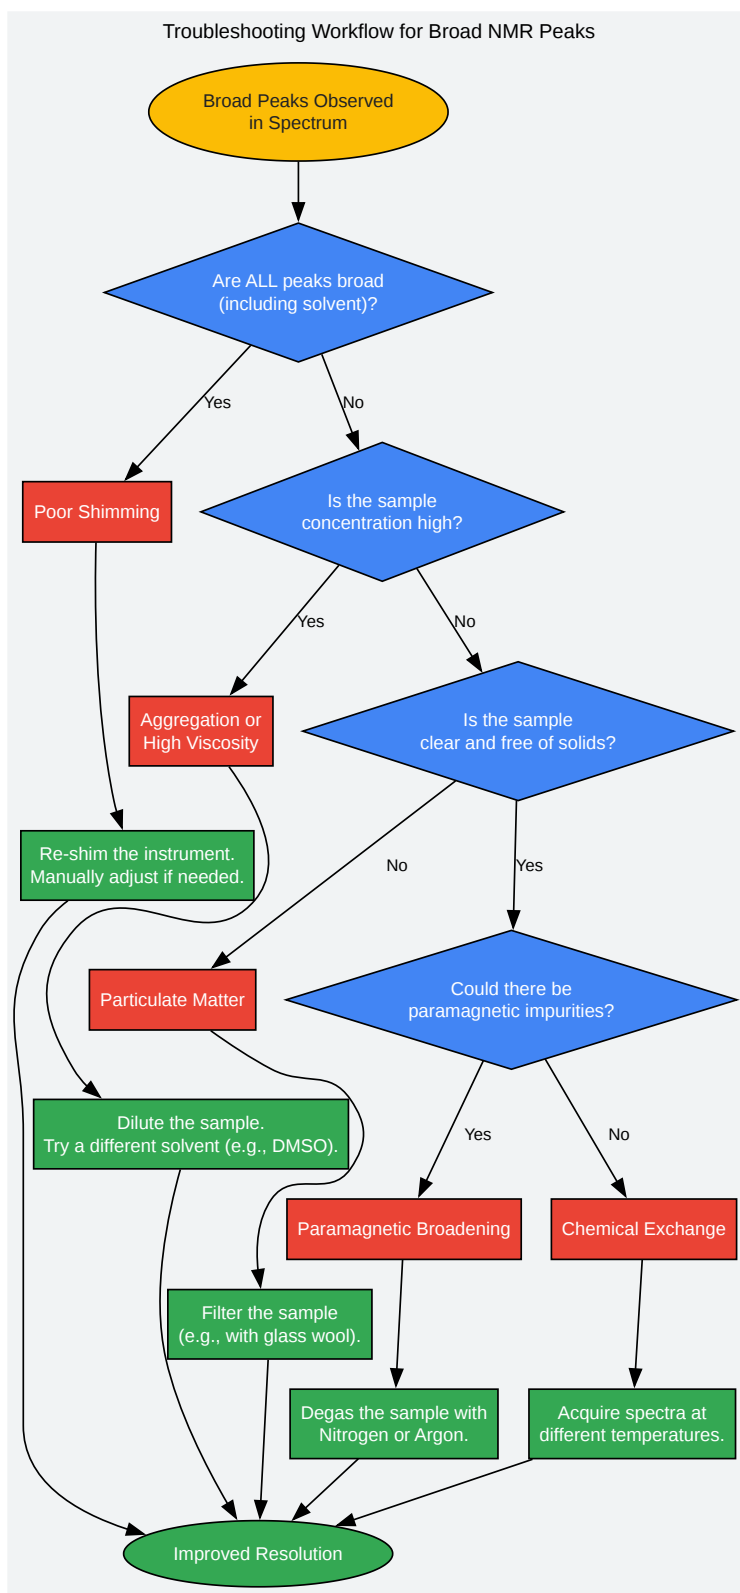 Troubleshooting Workflow for Broad NMR Peaks
Broad Peaks Observed
in Spectrum
Are ALL peaks broad
(including solvent)?
Yes
No
Poor Shimming
Is the sample
concentration high?
Yes
No
Aggregation or
High Viscosity
Is the sample
clear and free of solids?
Re-shim the instrument.
Manually adjust if needed.
No
Yes
Particulate Matter
Could there be
paramagnetic impurities?
Dilute the sample.
Try a different solvent (e.g., DMSO).
Yes
No
Paramagnetic Broadening
Chemical Exchange
Filter the sample
(e.g., with glass wool).
Degas the sample with
Nitrogen or Argon.
Acquire spectra at
different temperatures.
Improved Resolution